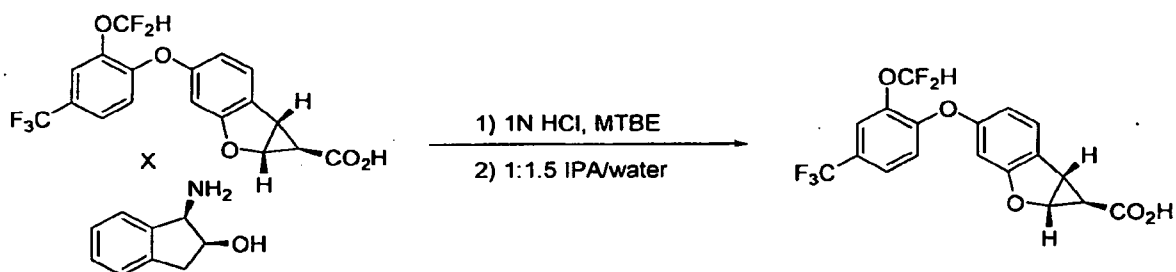 OCF₂H
O
H
F₃C
O
CO₂H
H
X
NH₂
OH
1) 1N HCl, MTBE
2) 1:1.5 IPA/water
OCF₂H
O
H
F₃C
O
CO₂H
H